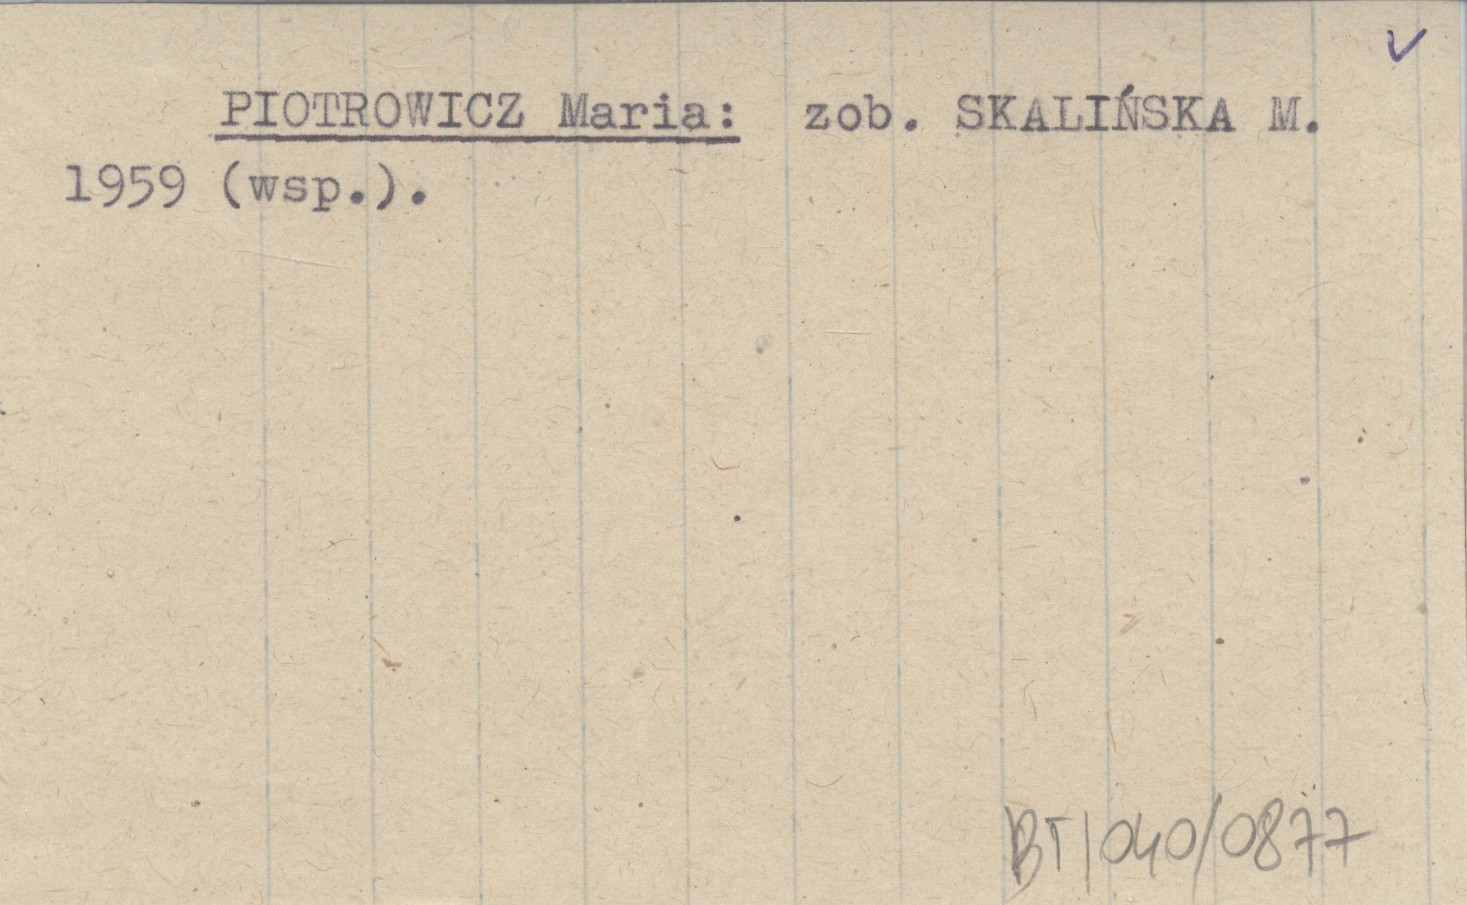 PIOTROWICZ Maria: zob. SKALIŃSKA M.
1959 (wsp.).
BT/040/0877